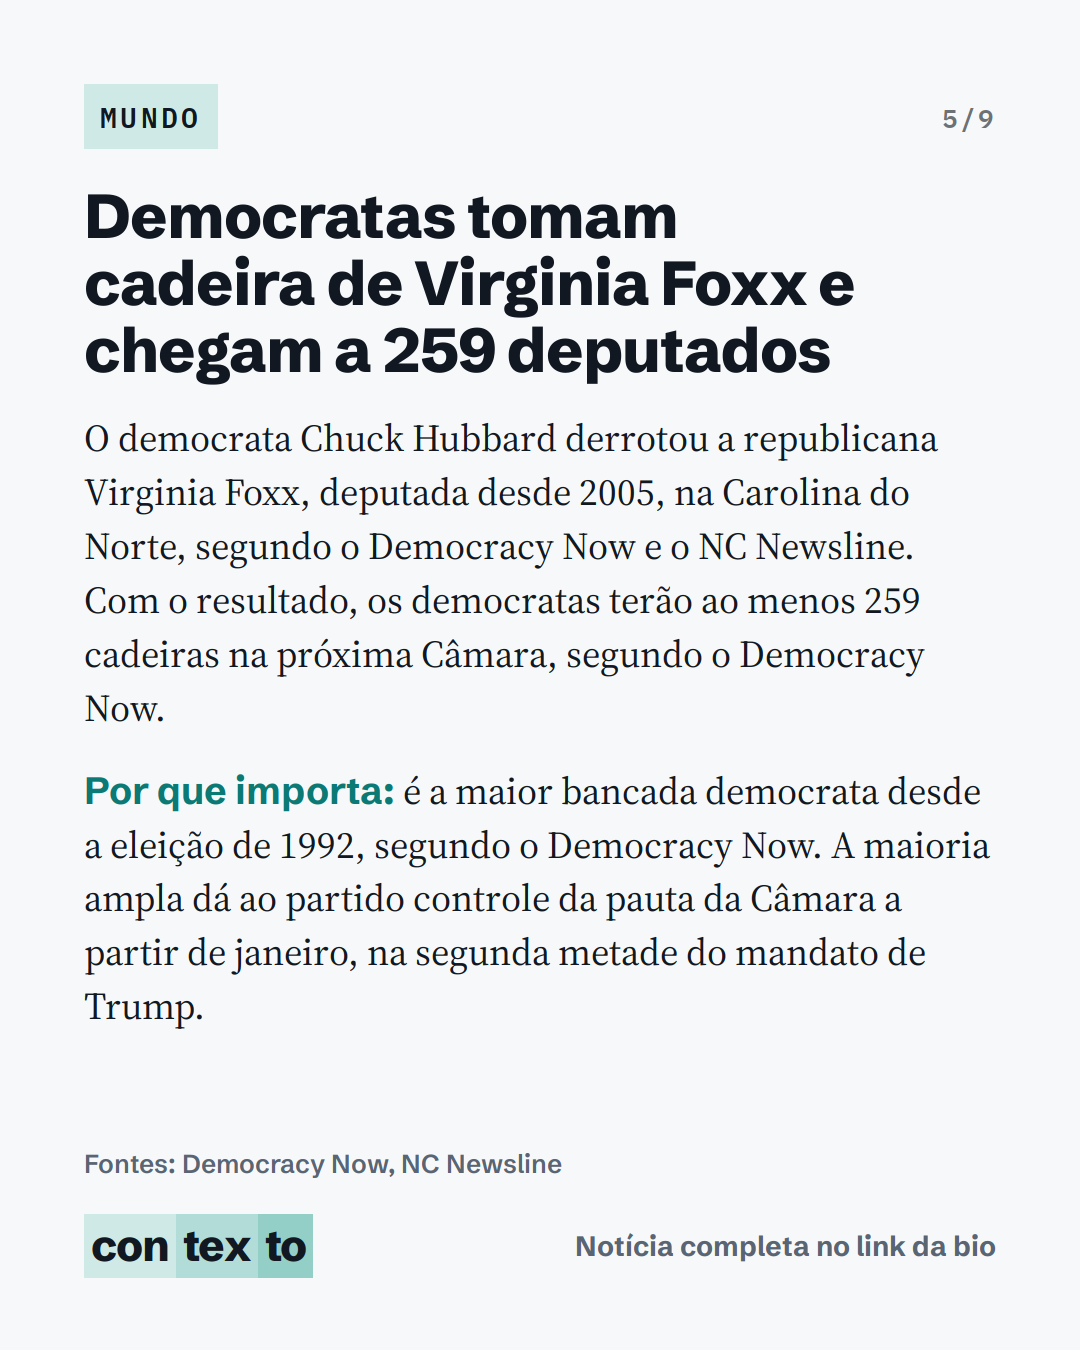 MUNDO
5/9
Democratas tomam
cadeira de Virginia Foxx e
chegam a 259 deputados
O democrata Chuck Hubbard derrotou a republicana
Virginia Foxx, deputada desde 2005, na Carolina do
Norte, segundo o Democracy Now e o NC Newsline.
Com o resultado, os democratas terão ao menos 259
cadeiras na próxima Câmara, segundo o Democracy
Now.
Por que importa: é a maior bancada democrata desde
a eleição de 1992, segundo o Democracy Now. A maioria
ampla dá ao partido controle da pauta da Câmara a
partir de janeiro, na segunda metade do mandato de
Trump.
Fontes: Democracy Now, NC Newsline
contexto
Notícia completa no link da bio